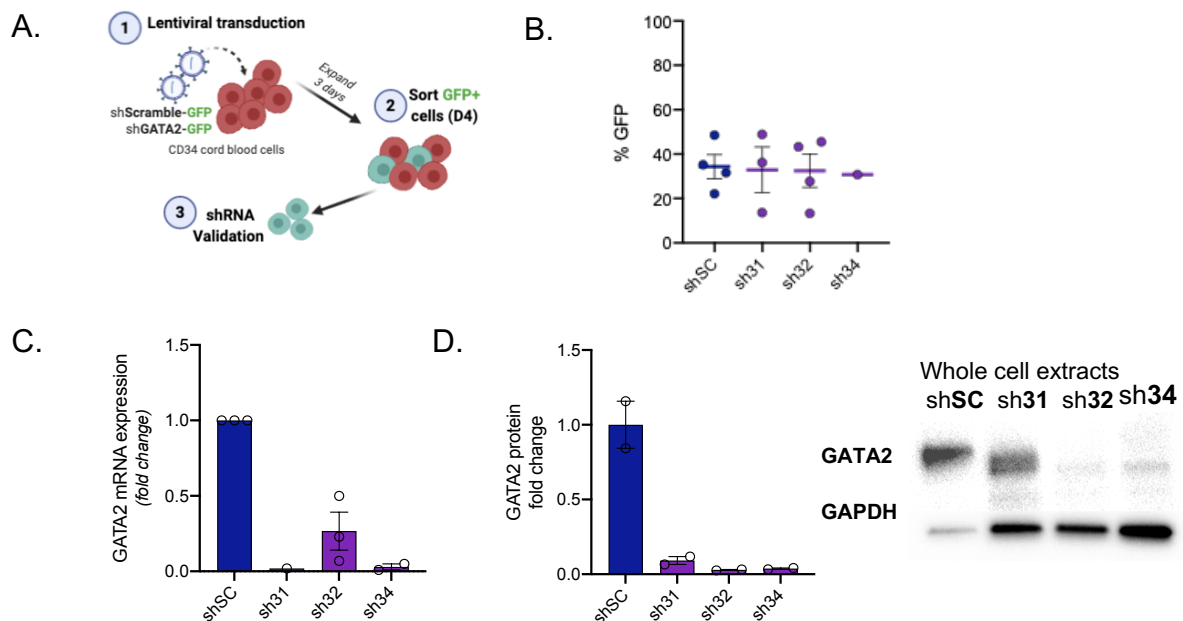 A.
1 Lentiviral transduction
shScramble-GFP
shGATA2-GFP
CD34 cord blood cells
Expand
3 days
2 Sort GFP+
cells (D4)
3 shRNA
Validation
B.
% GFP
100
80
60
40
20
0
shSC sh31 sh32 sh34
C.
GATA2 mRNA expression
(fold change)
1.5
1.0
0.5
0.0
shSC sh31 sh32 sh34
D.
GATA2 protein
fold change
1.5
1.0
0.5
0.0
shSC sh31 sh32 sh34
Whole cell extracts
shSC sh31 sh32 sh34
GATA2
GAPDH